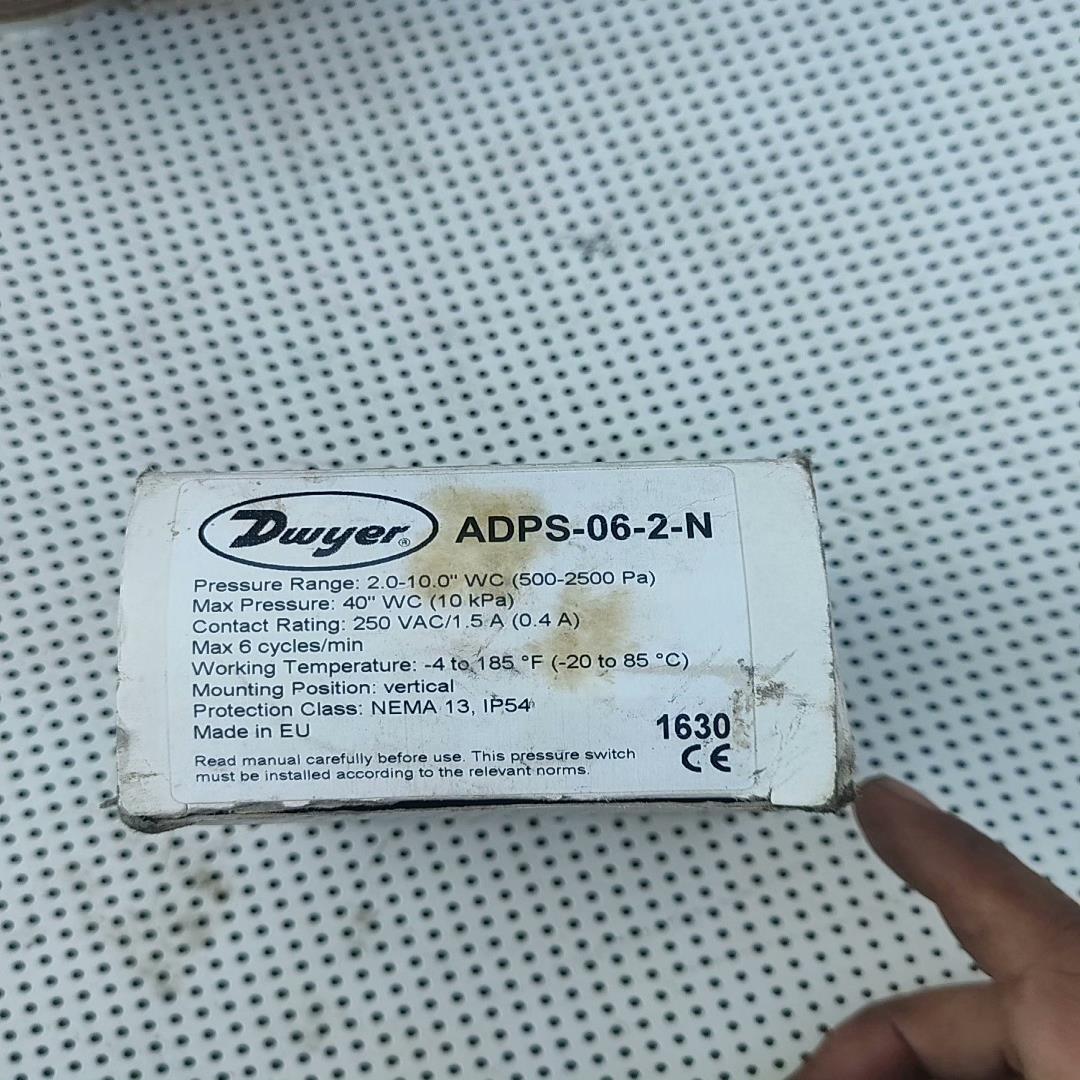 Dwyer® ADPS-06-2-N
Pressure Range: 2.0-10.0" WC (500-2500 Pa)
Max Pressure: 40" WC (10 kPa)
Contact Rating: 250 VAC/1.5 A (0.4 A)
Max 6 cycles/min
Working Temperature: -4 to 185 °F (-20 to 85 °C)
Mounting Position: vertical
Protection Class: NEMA 13, IP54
Made in EU
1630
CE
Read manual carefully before use. This pressure switch
must be installed according to the relevant norms.